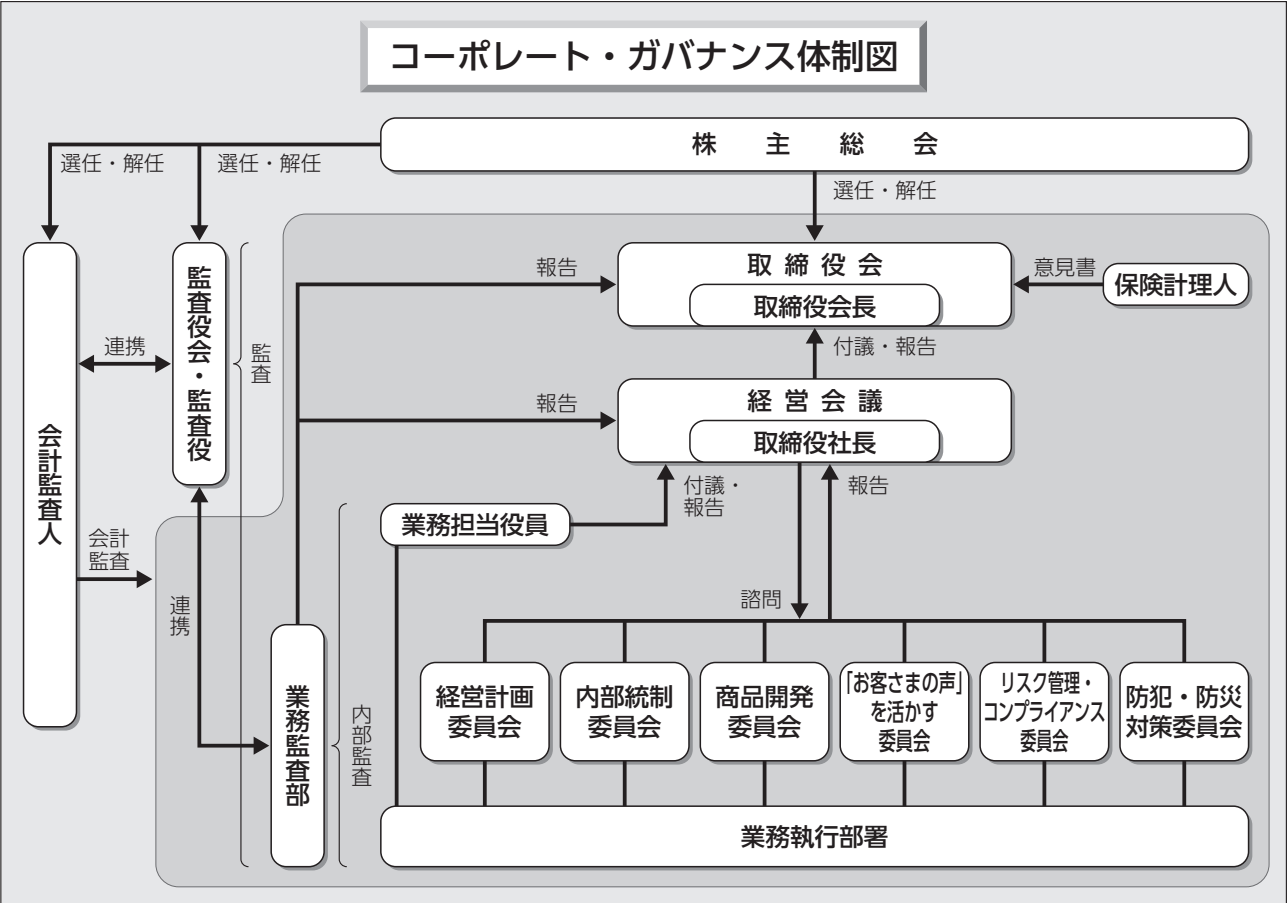 コーポレート・ガバナンス体制図
株主総会
選任・解任
選任・解任
選任・解任
会計監査人
連携
会計
監査
監査役会・監査役
監査
連携
業務監査部
内部監査
報告
取締役会
取締役会長
意見書
保険計理人
付議・報告
報告
経営会議
取締役社長
付議・
報告
報告
業務担当役員
諮問
経営計画
委員会
内部統制
委員会
商品開発
委員会
「お客さまの声」
を活かす
委員会
リスク管理・
コンプライアンス
委員会
防犯・防災
対策委員会
業務執行部署